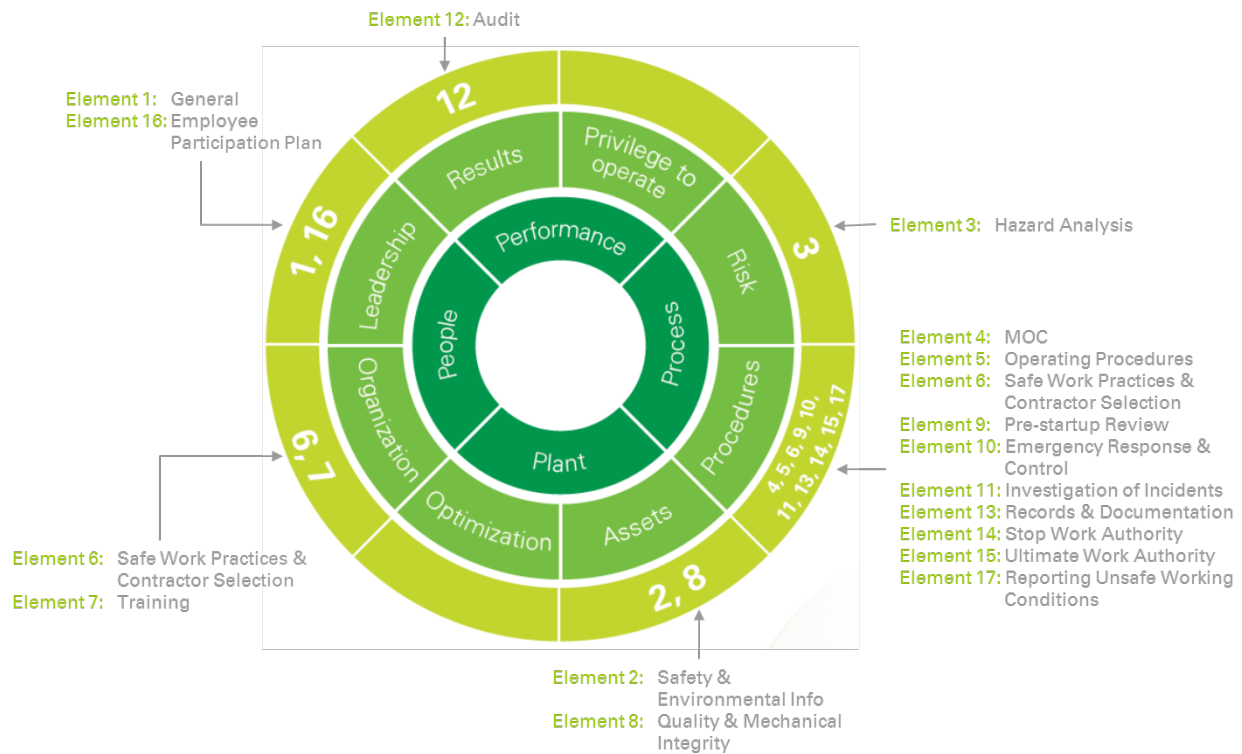 Element 12: Audit
Element 1: General
Element 16: Employee
Participation Plan
12
1, 16
3
4, 5, 6, 9, 10,
11, 13, 14, 15, 17
2, 8
6, 7
Results
Privilege to
operate
Risk
Procedures
Assets
Optimization
Organization
Leadership
Performance
Process
Plant
People
Element 3: Hazard Analysis
Element 4: MOC
Element 5: Operating Procedures
Element 6: Safe Work Practices &
Contractor Selection
Element 9: Pre-startup Review
Element 10: Emergency Response &
Control
Element 11: Investigation of Incidents
Element 13: Records & Documentation
Element 14: Stop Work Authority
Element 15: Ultimate Work Authority
Element 17: Reporting Unsafe Working
Conditions
Element 6: Safe Work Practices &
Contractor Selection
Element 7: Training
Element 2: Safety &
Environmental Info
Element 8: Quality & Mechanical
Integrity